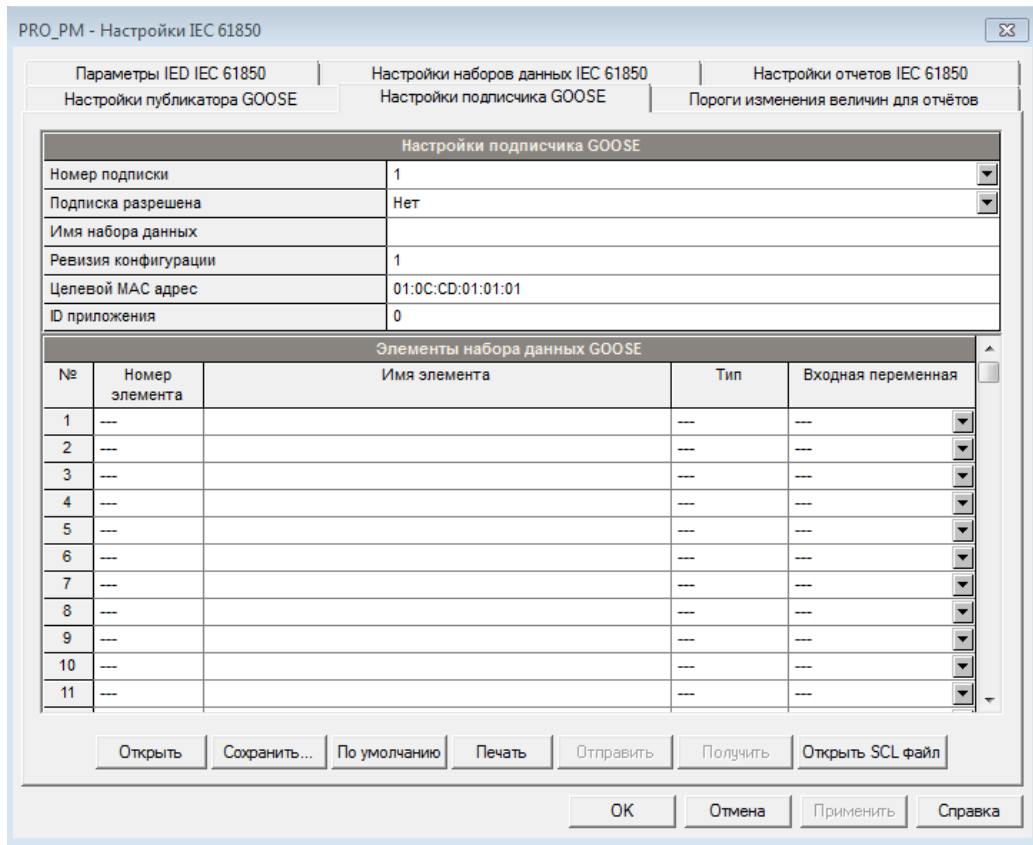 PRO_PM - Настройки IEC 61850
Параметры IED IEC 61850 Настройки наборов данных IEC 61850 Настройки отчетов IEC 61850
Настройки публикатора GOOSE Настройки подписчика GOOSE Пороги изменения величин для отчётов
Настройки подписчика GOOSE
Номер подписки 1
Подписка разрешена Нет
Имя набора данных
Ревизия конфигурации 1
Целевой MAC адрес 01:0C:CD:01:01:01
ID приложения 0
Элементы набора данных GOOSE
№ Номер элемента Имя элемента Тип Входная переменная
1 --- --- ---
2 --- --- ---
3 --- --- ---
4 --- --- ---
5 --- --- ---
6 --- --- ---
7 --- --- ---
8 --- --- ---
9 --- --- ---
10 --- --- ---
11 --- --- ---
Открыть Сохранить... По умолчанию Печать Отправить Получить Открыть SCL файл
OK Отмена Применить Справка